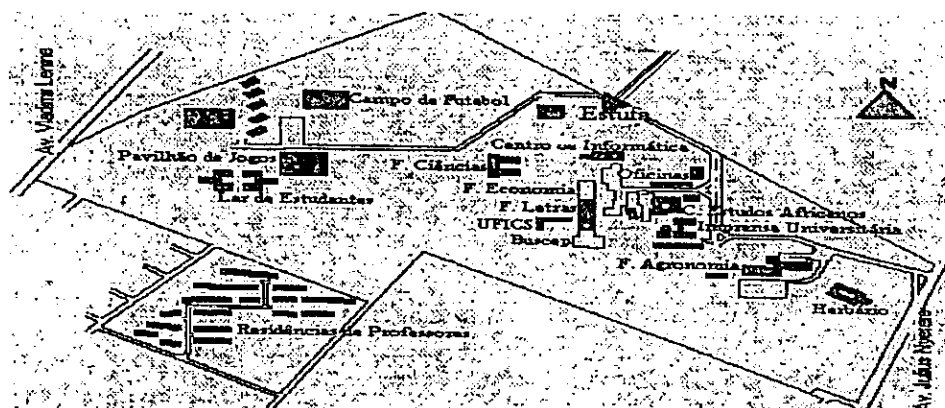 Av. Vladimi Lenine
Campo de Futebol
Estufa
N
Centro de Informática
Pavilhão de Jogos
F. Ciências
Oficinas
F. Economia
Lar de Estudantes
F. Letras
C. Estudos Africanos
UFICS
Imprensa Universitária
Buscep
F. Agronomia
Herbário
Residências de Professores
Av. Julius Nyerere